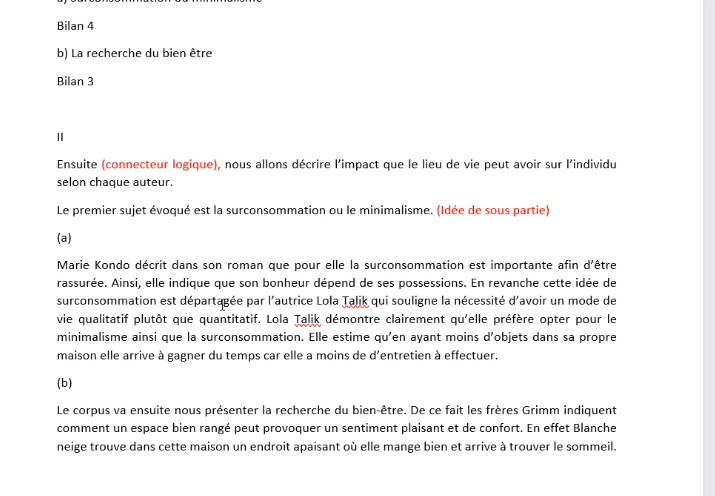 Bilan 4
b) La recherche du bien être
Bilan 3
II
Ensuite (connecteur logique), nous allons décrire l’impact que le lieu de vie peut avoir sur l’individu
selon chaque auteur.
Le premier sujet évoqué est la surconsommation ou le minimalisme. (Idée de sous partie)
(a)
Marie Kondo décrit dans son roman que pour elle la surconsommation est importante afin d’être
rassurée. Ainsi, elle indique que son bonheur dépend de ses possessions. En revanche cette idée de
surconsommation est départagée par l’autrice Lola Talik qui souligne la nécessité d’avoir un mode de
vie qualitatif plutôt que quantitatif. Lola Talik démontre clairement qu’elle préfère opter pour le
minimalisme ainsi que la surconsommation. Elle estime qu’en ayant moins d’objets dans sa propre
maison elle arrive à gagner du temps car elle a moins de d’entretien à effectuer.
(b)
Le corpus va ensuite nous présenter la recherche du bien-être. De ce fait les frères Grimm indiquent
comment un espace bien rangé peut provoquer un sentiment plaisant et de confort. En effet Blanche
neige trouve dans cette maison un endroit apaisant où elle mange bien et arrive à trouver le sommeil.